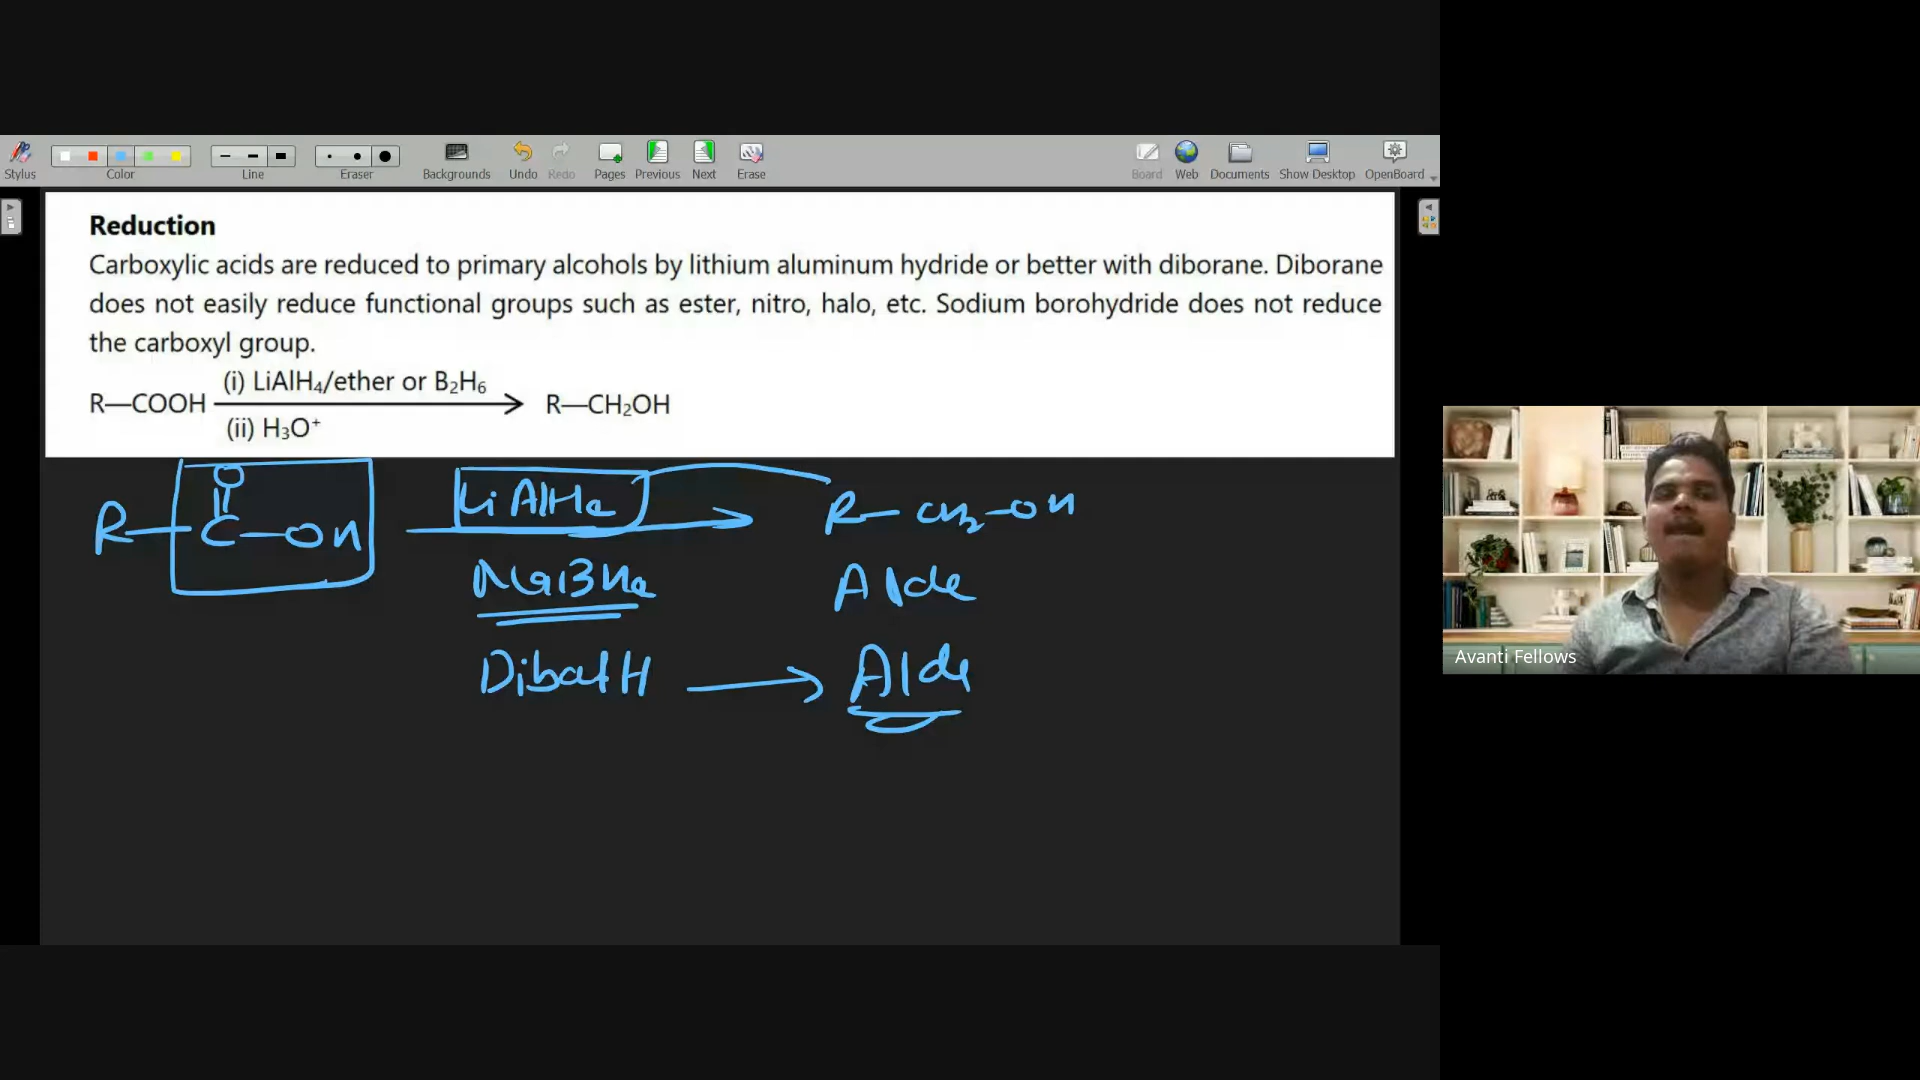 Stylus Color Line Eraser Backgrounds Undo Redo Pages Previous Next Erase Board Web Documents Show Desktop OpenBoard
Reduction
Carboxylic acids are reduced to primary alcohols by lithium aluminum hydride or better with diborane. Diborane
does not easily reduce functional groups such as ester, nitro, halo, etc. Sodium borohydride does not reduce
the carboxyl group.
(i) LiAlH₄/ether or B₂H₆
R—COOH → R—CH₂OH
(ii) H₃O⁺
O
R—C—OH LiAlH₄ R—CH₂—OH
NaBH₄ Alde
DibalH → Alde
Avanti Fellows